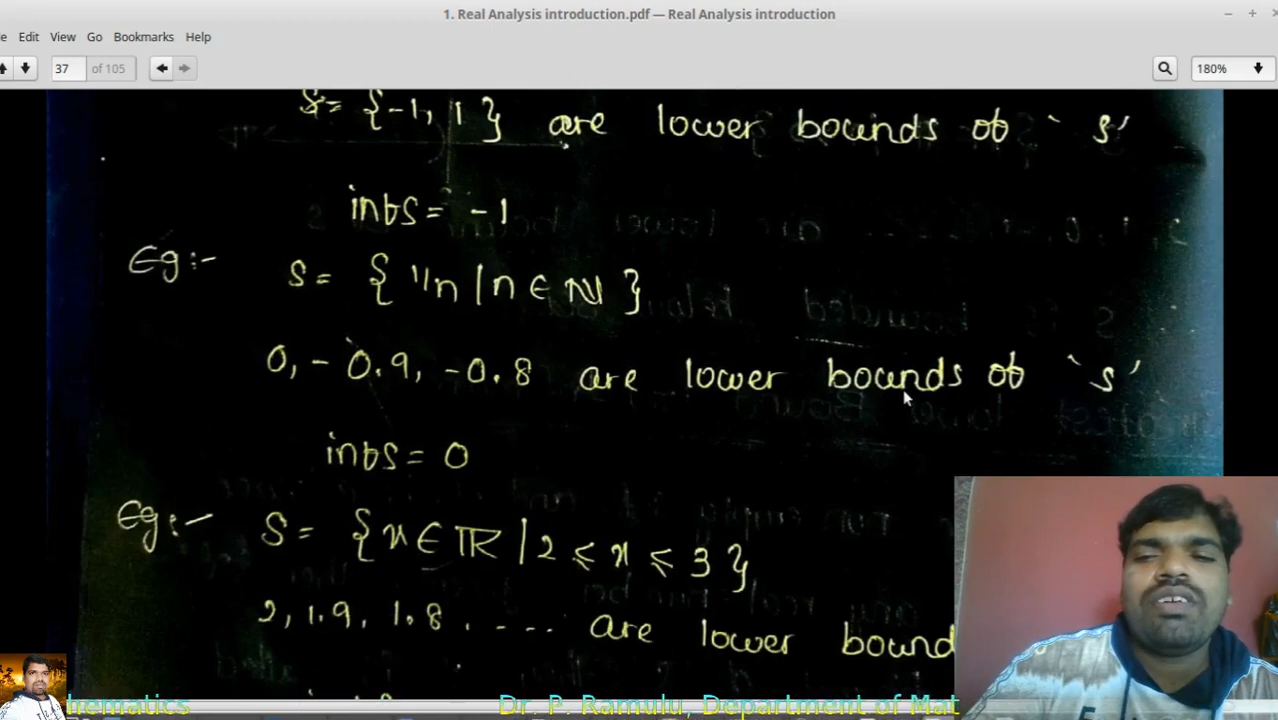 1. Real Analysis introduction.pdf — Real Analysis introduction
e Edit View Go Bookmarks Help
37 of 105 180%
S = {-1, 1} are lower bounds of `s'
infS = -1
Eg:-
S = { 1/n | n ∈ N }
0, -0.9, -0.8 are lower bounds of `s'
infS = 0
Eg:- S = {x ∈ R | 2 ≤ x ≤ 3}
2, 1.9, 1.8 . - - - are lower bound
hematics Dr. P. Ramulu, Department of Mat